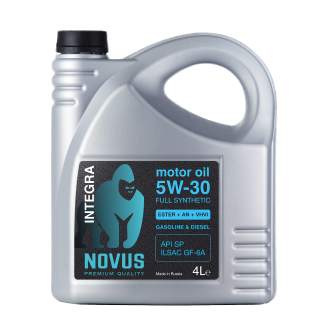 INTEGRA
motor oil
5W-30
FULL SYNTHETIC
ESTER + AN + VHVI
GASOLINE & DIESEL
API SP
ILSAC GF-6A
NOVUS
PREMIUM QUALITY
Made in Russia
4L℮